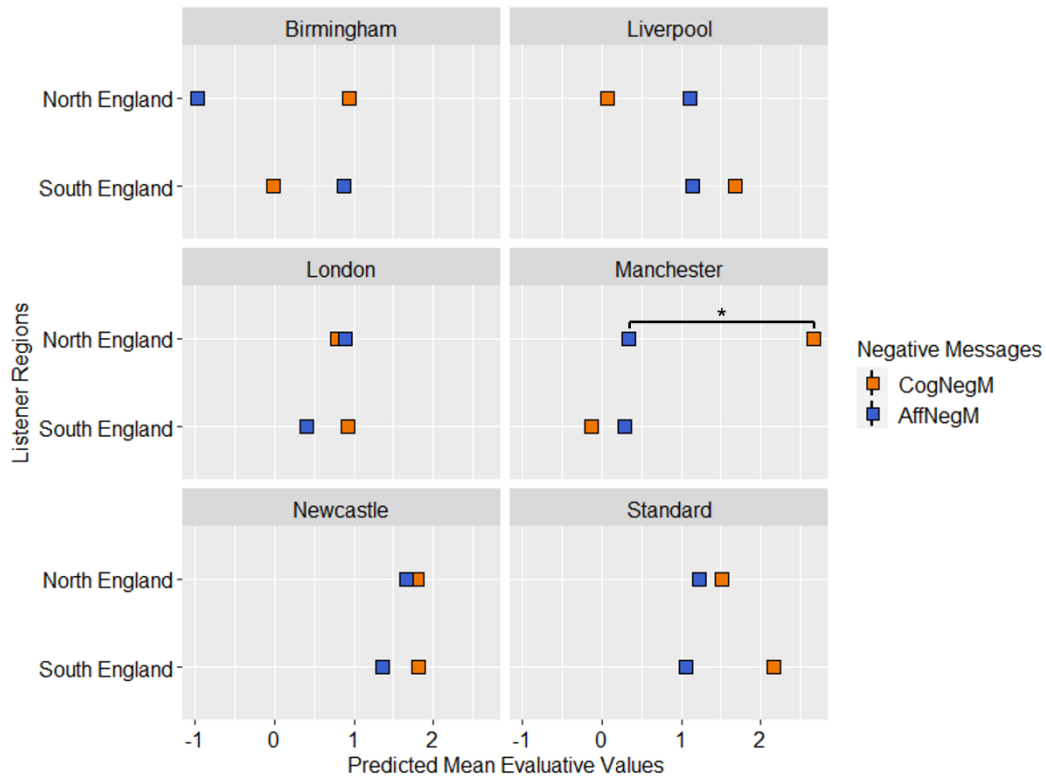 Birmingham
Liverpool
North England
South England
London
Manchester
North England
*
South England
Newcastle
Standard
North England
South England
-1 0 1 2
-1 0 1 2
Predicted Mean Evaluative Values
Listener Regions
Negative Messages
CogNegM
AffNegM